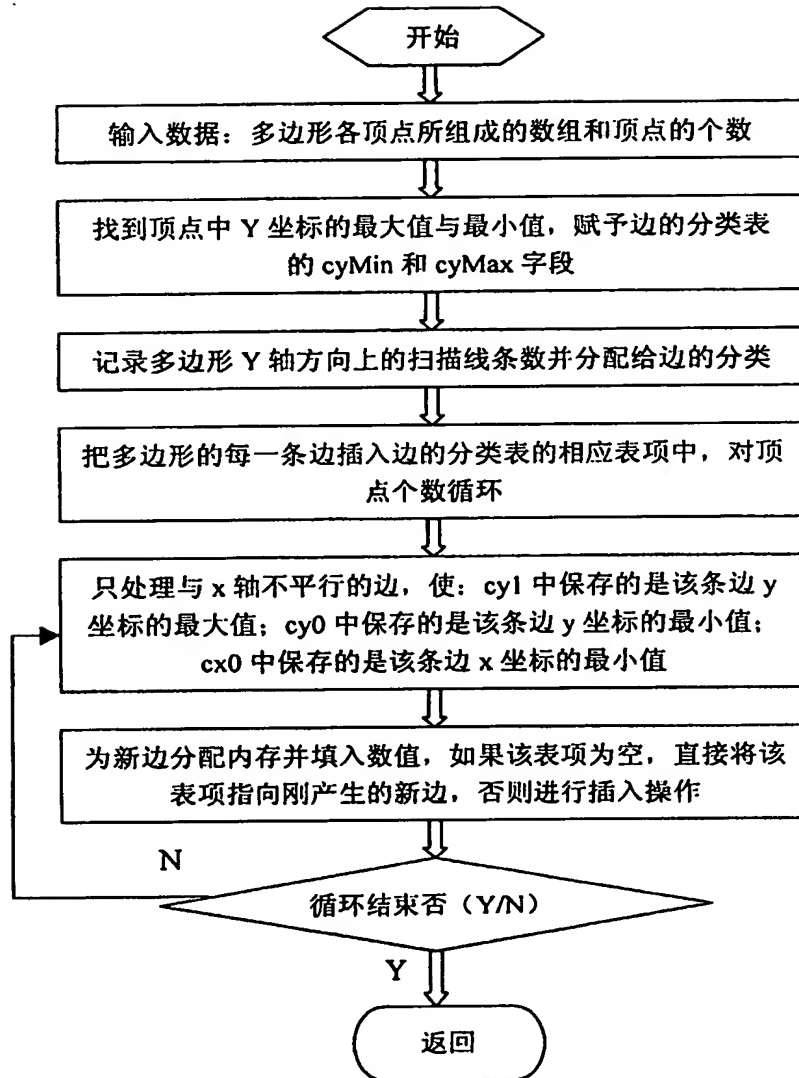 开始
输入数据：多边形各顶点所组成的数组和顶点的个数
找到顶点中 Y 坐标的最大值与最小值，赋予边的分类表
的 cyMin 和 cyMax 字段
记录多边形 Y 轴方向上的扫描线条数并分配给边的分类
把多边形的每一条边插入边的分类表的相应表项中，对顶
点个数循环
只处理与 x 轴不平行的边，使：cy1 中保存的是该条边 y
坐标的最大值；cy0 中保存的是该条边 y 坐标的最小值；
cx0 中保存的是该条边 x 坐标的最小值
为新边分配内存并填入数值，如果该表项为空，直接将该
表项指向刚产生的新边，否则进行插入操作
N
循环结束否（Y/N）
Y
返回